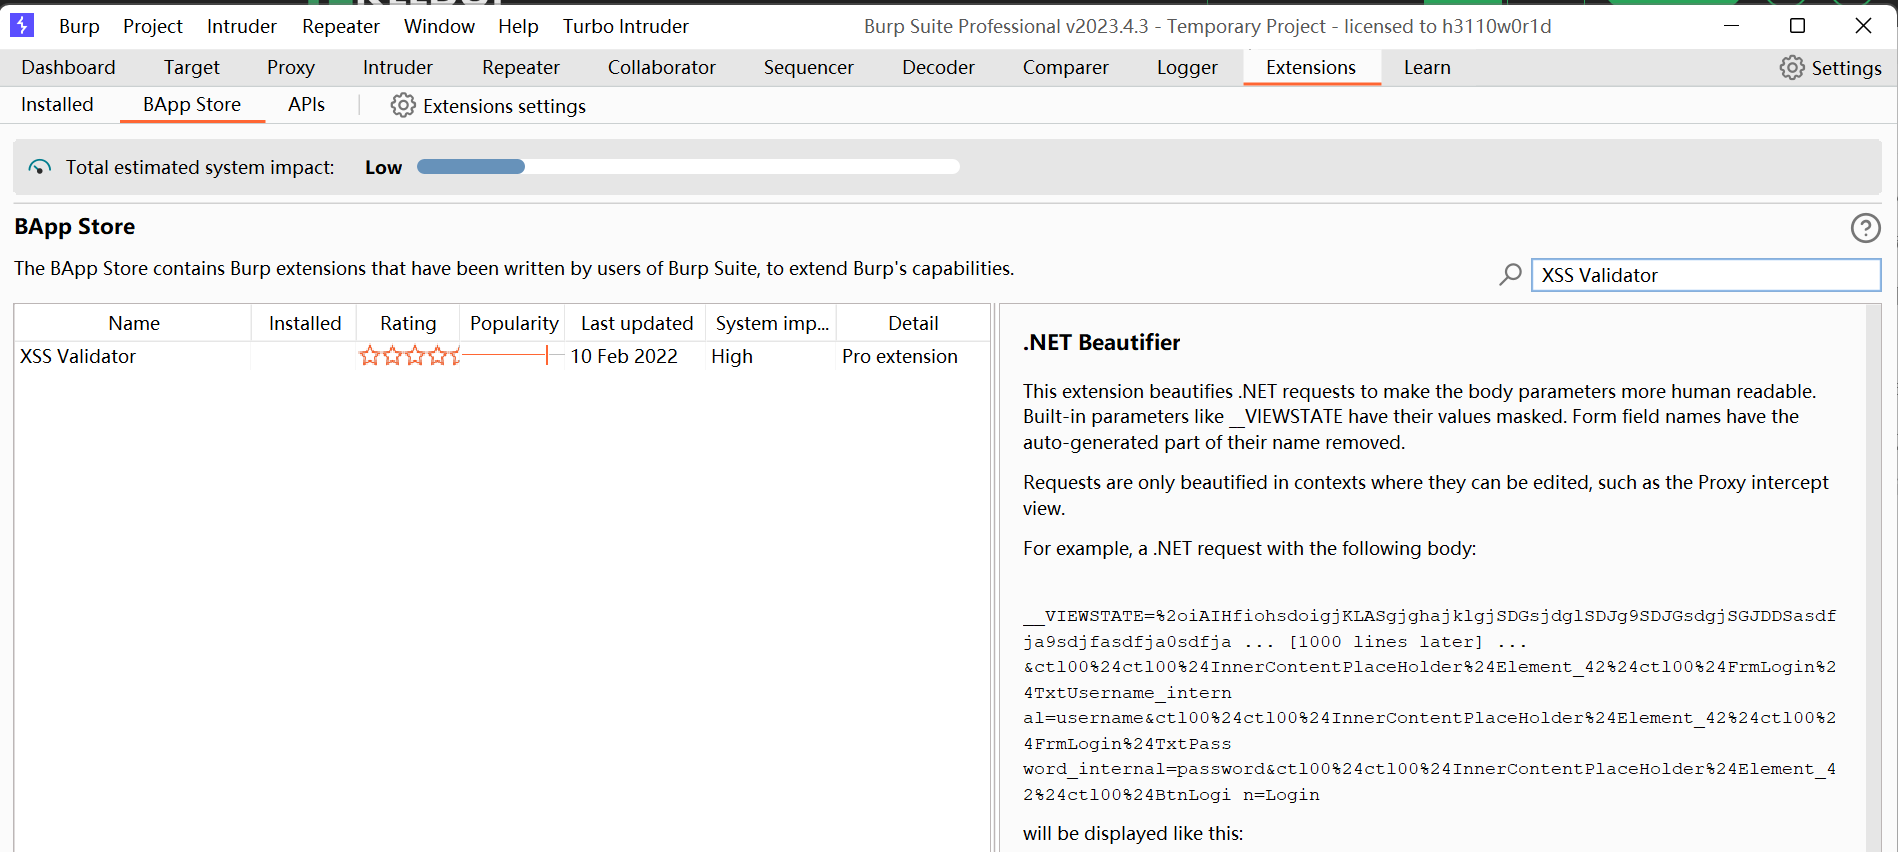 Burp Project Intruder Repeater Window Help Turbo Intruder Burp Suite Professional v2023.4.3 - Temporary Project - licensed to h3110w0r1d
Dashboard Target Proxy Intruder Repeater Collaborator Sequencer Decoder Comparer Logger Extensions Learn Settings
Installed BApp Store APIs Extensions settings
Total estimated system impact: Low
BApp Store
The BApp Store contains Burp extensions that have been written by users of Burp Suite, to extend Burp's capabilities.
XSS Validator
Name Installed Rating Popularity Last updated System imp... Detail
XSS Validator 10 Feb 2022 High Pro extension
.NET Beautifier
This extension beautifies .NET requests to make the body parameters more human readable.
Built-in parameters like __VIEWSTATE have their values masked. Form field names have the
auto-generated part of their name removed.
Requests are only beautified in contexts where they can be edited, such as the Proxy intercept
view.
For example, a .NET request with the following body:
__VIEWSTATE=%2oiAIHfiohsdoigjKLASgjghajklgjSDGsjdglSDJg9SDJGsdgjSGJDDSasdf
ja9sdjfasdfja0sdfja ... [1000 lines later] ...
&ctl00%24ctl00%24InnerContentPlaceHolder%24Element_42%24ctl00%24FrmLogin%2
4TxtUsername_intern
al=username&ctl00%24ctl00%24InnerContentPlaceHolder%24Element_42%24ctl00%2
4FrmLogin%24TxtPass
word_internal=password&ctl00%24ctl00%24InnerContentPlaceHolder%24Element_4
2%24ctl00%24BtnLogi n=Login
will be displayed like this: